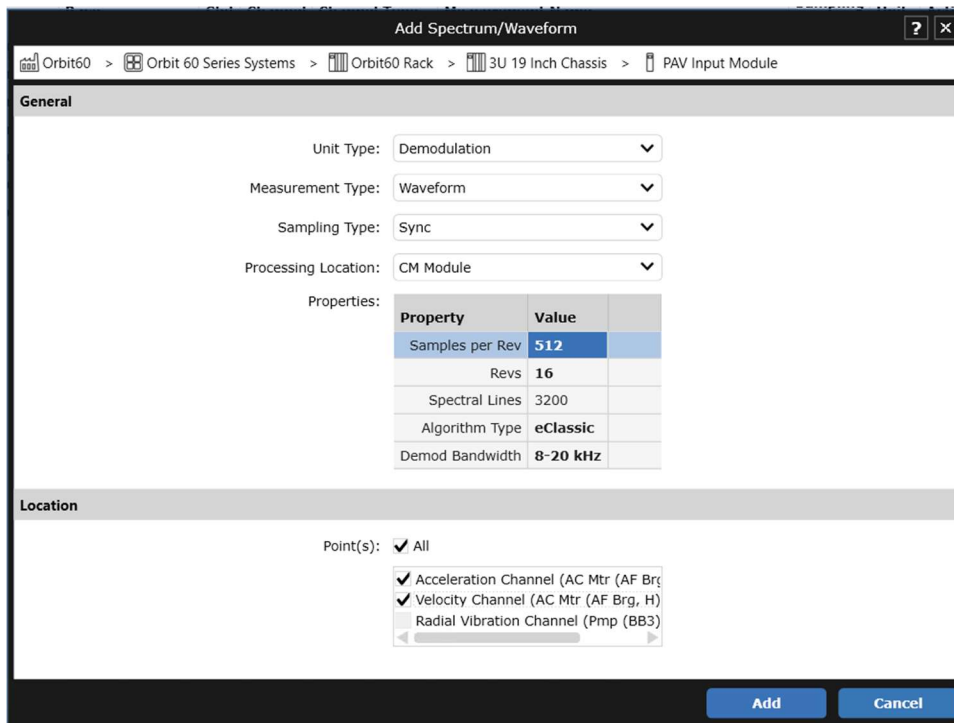 Add Spectrum/Waveform ? ×
Orbit60 > Orbit 60 Series Systems > Orbit60 Rack > 3U 19 Inch Chassis > PAV Input Module
General
Unit Type: Demodulation
Measurement Type: Waveform
Sampling Type: Sync
Processing Location: CM Module
Properties:
Property Value
Samples per Rev 512
Revs 16
Spectral Lines 3200
Algorithm Type eClassic
Demod Bandwidth 8-20 kHz
Location
Point(s): All
Acceleration Channel (AC Mtr (AF Brg
Velocity Channel (AC Mtr (AF Brg, H)
Radial Vibration Channel (Pmp (BB3)
Add Cancel